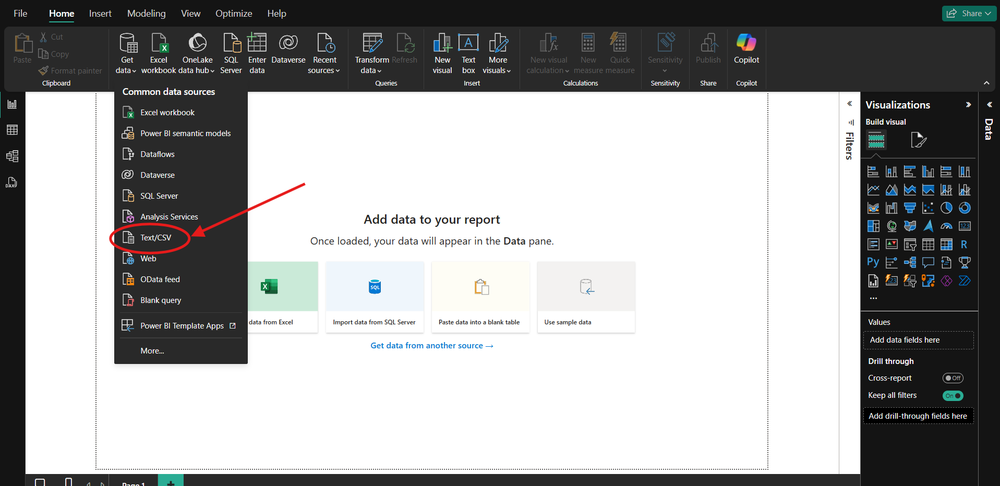 File Home Insert Modeling View Optimize Help Share
Paste
Cut
Copy
Format painter
Clipboard
Get data
Excel workbook
OneLake data hub
SQL Server
Enter data
Dataverse
Recent sources
Transform data
Refresh
Queries
New visual
Text box
More visuals
Insert
New visual calculation
New measure
Quick measure
Calculations
Sensitivity
Sensitivity
Publish
Share
Copilot
Copilot
Common data sources
Excel workbook
Power BI semantic models
Dataflows
Dataverse
SQL Server
Analysis Services
Text/CSV
Web
OData feed
Blank query
Power BI Template Apps
More...
DAX
Add data to your report
Once loaded, your data will appear in the Data pane.
data from Excel
SQL
Import data from SQL Server
Paste data into a blank table
Use sample data
Get data from another source →
Page 1
Filters
Visualizations
Build visual
123
R
Py
123
...
Values
Add data fields here
Drill through
Cross-report Off
Keep all filters On
Add drill-through fields here
Data